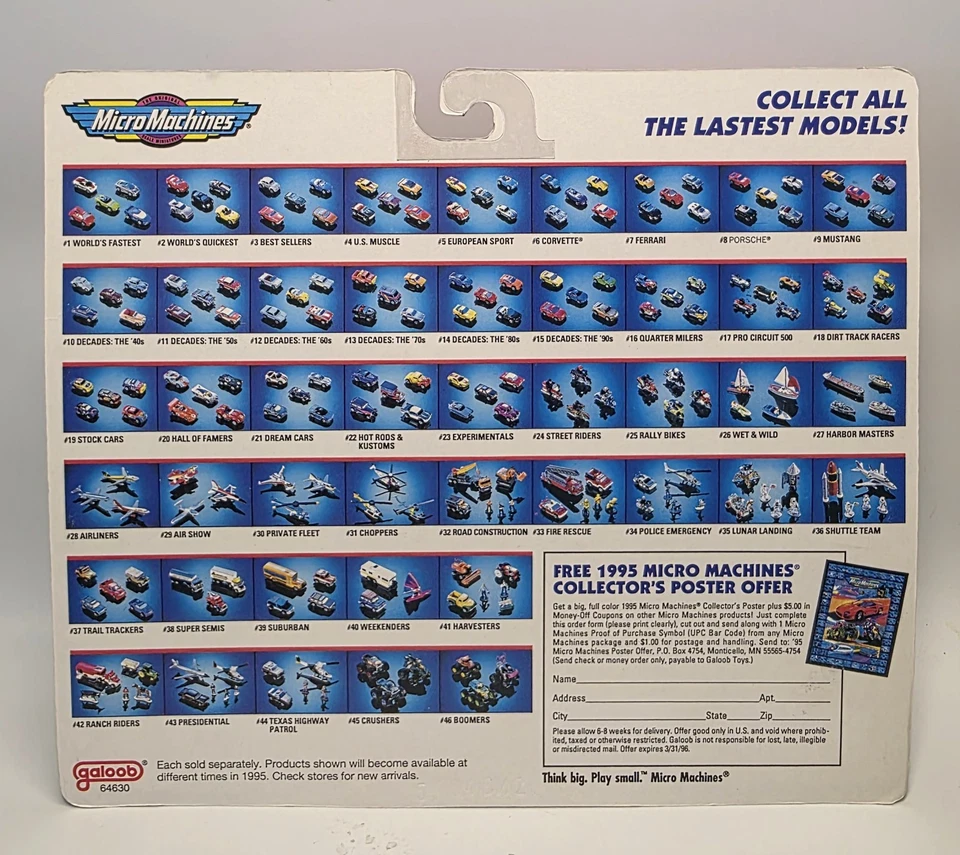 THE ORIGINAL
MicroMachines®
SCALE MINIATURES
COLLECT ALL
THE LASTEST MODELS!
#1 WORLD'S FASTEST
#2 WORLD'S QUICKEST
#3 BEST SELLERS
#4 U.S. MUSCLE
#5 EUROPEAN SPORT
#6 CORVETTE®
#7 FERRARI
#8 PORSCHE®
#9 MUSTANG
#10 DECADES: THE '40s
#11 DECADES: THE '50s
#12 DECADES: THE '60s
#13 DECADES: THE '70s
#14 DECADES: THE '80s
#15 DECADES: THE '90s
#16 QUARTER MILERS
#17 PRO CIRCUIT 500
#18 DIRT TRACK RACERS
#19 STOCK CARS
#20 HALL OF FAMERS
#21 DREAM CARS
#22 HOT RODS &
KUSTOMS
#23 EXPERIMENTALS
#24 STREET RIDERS
#25 RALLY BIKES
#26 WET & WILD
#27 HARBOR MASTERS
#28 AIRLINERS
#29 AIR SHOW
#30 PRIVATE FLEET
#31 CHOPPERS
#32 ROAD CONSTRUCTION
#33 FIRE RESCUE
#34 POLICE EMERGENCY
#35 LUNAR LANDING
#36 SHUTTLE TEAM
#37 TRAIL TRACKERS
#38 SUPER SEMIS
#39 SUBURBAN
#40 WEEKENDERS
#41 HARVESTERS
#42 RANCH RIDERS
#43 PRESIDENTIAL
#44 TEXAS HIGHWAY
PATROL
#45 CRUSHERS
#46 BOOMERS
FREE 1995 MICRO MACHINES®
COLLECTOR'S POSTER OFFER
Get a big, full color 1995 Micro Machines® Collector's Poster plus $5.00 in
Money-Off Coupons on other Micro Machines products! Just complete
this order form (please print clearly), cut out and send along with 1 Micro
Machines Proof of Purchase Symbol (UPC Bar Code) from any Micro
Machines package and $1.00 for postage and handling. Send to: '95
Micro Machines Poster Offer, P.O. Box 4754, Monticello, MN 55565-4754
(Send check or money order only, payable to Galoob Toys.)
Name
Address Apt.
City State Zip
Please allow 6-8 weeks for delivery. Offer good only in U.S. and void where prohib-
ited, taxed or otherwise restricted. Galoob is not responsible for lost, late, illegible
or misdirected mail. Offer expires 3/31/96.
galoob®
64630
Each sold separately. Products shown will become available at
different times in 1995. Check stores for new arrivals.
Think big. Play small.™ Micro Machines®